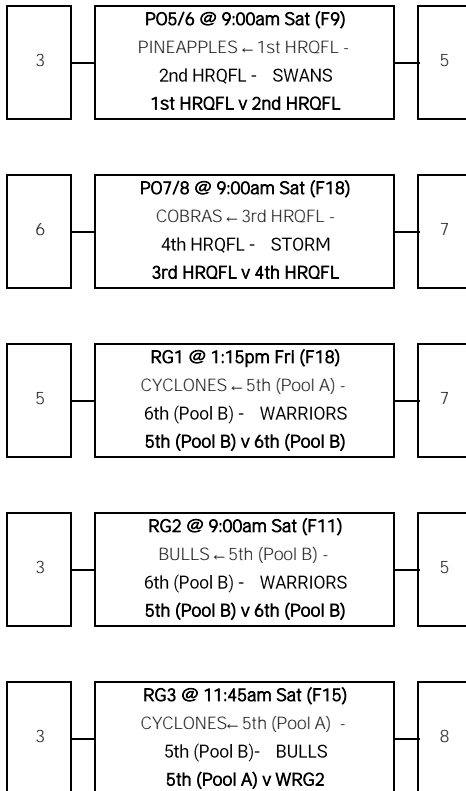 PO5/6 @ 9:00am Sat (F9)
3 PINEAPPLES ← 1st HRQFL - 5
2nd HRQFL - SWANS
1st HRQFL v 2nd HRQFL
PO7/8 @ 9:00am Sat (F18)
6 COBRAS ← 3rd HRQFL - 7
4th HRQFL - STORM
3rd HRQFL v 4th HRQFL
RG1 @ 1:15pm Fri (F18)
5 CYCLONES ← 5th (Pool A) - 7
6th (Pool B) - WARRIORS
5th (Pool B) v 6th (Pool B)
RG2 @ 9:00am Sat (F11)
3 BULLS ← 5th (Pool B) - 5
6th (Pool B) - WARRIORS
5th (Pool B) v 6th (Pool B)
RG3 @ 11:45am Sat (F15)
3 CYCLONES← 5th (Pool A) - 8
5th (Pool B)- BULLS
5th (Pool A) v WRG2